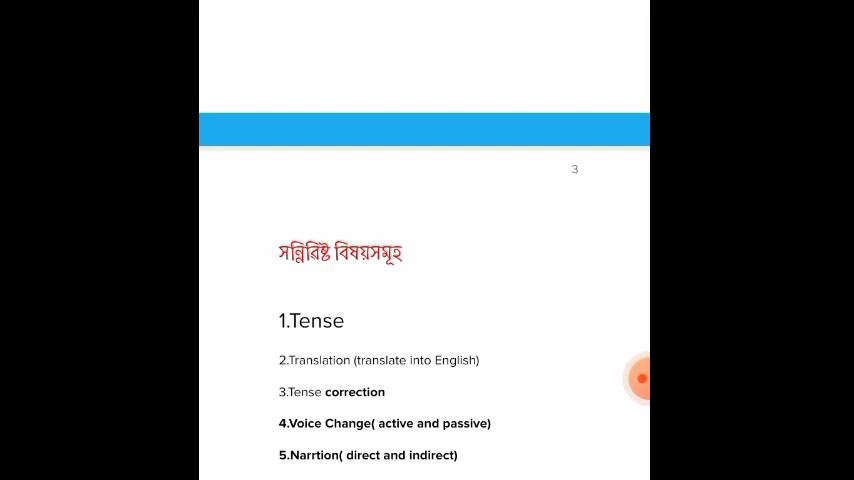 3
সন্নিবিষ্ট বিষয়সমূহ
1.Tense
2.Translation (translate into English)
3.Tense correction
4.Voice Change( active and passive)
5.Narrtion( direct and indirect)